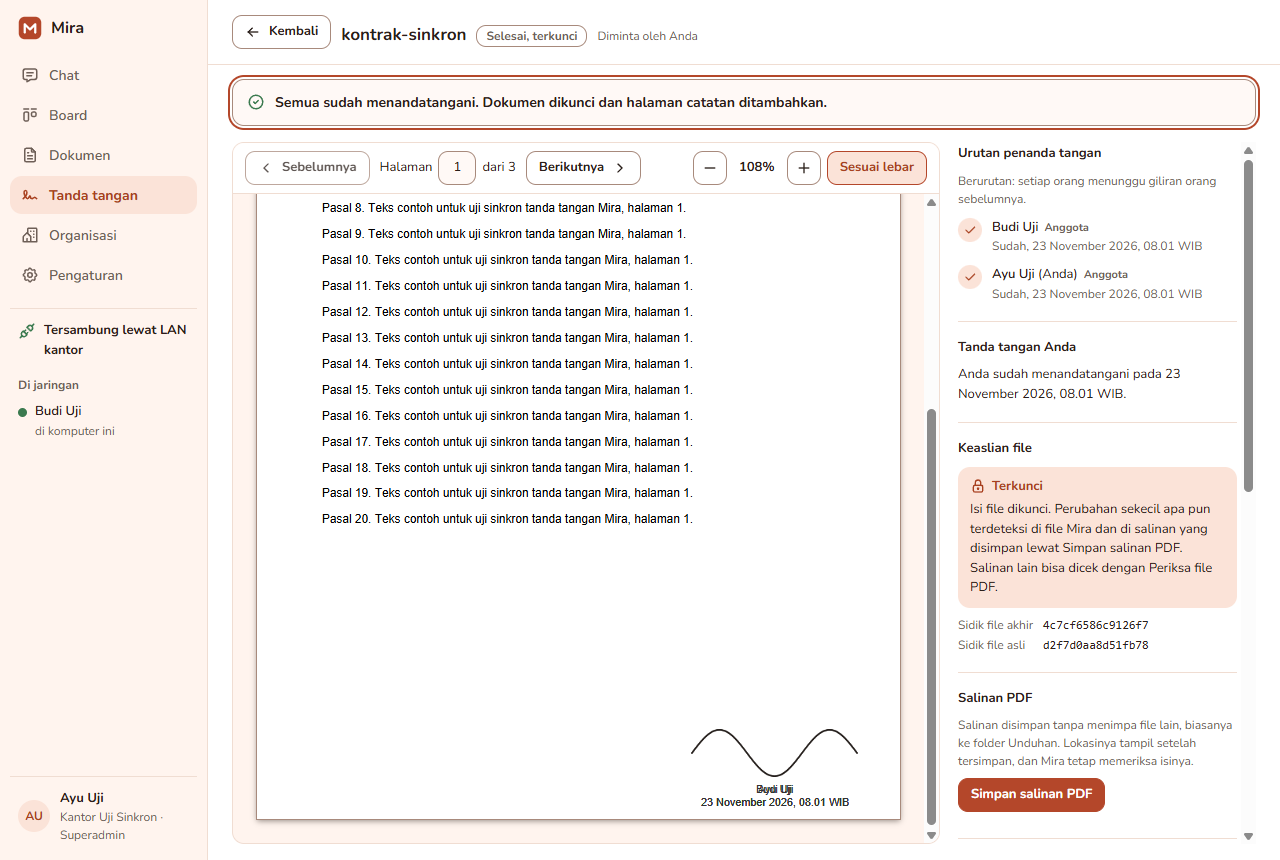 Mira
Chat
Board
Dokumen
Tanda tangan
Organisasi
Pengaturan
Tersambung lewat LAN
kantor
Di jaringan
Budi Uji
di komputer ini
AU
Ayu Uji
Kantor Uji Sinkron ·
Superadmin
Kembali
kontrak-sinkron
Selesai, terkunci
Diminta oleh Anda
Semua sudah menandatangani. Dokumen dikunci dan halaman catatan ditambahkan.
Sebelumnya
Halaman
1
dari 3
Berikutnya
108%
Sesuai lebar
Pasal 8. Teks contoh untuk uji sinkron tanda tangan Mira, halaman 1.
Pasal 9. Teks contoh untuk uji sinkron tanda tangan Mira, halaman 1.
Pasal 10. Teks contoh untuk uji sinkron tanda tangan Mira, halaman 1.
Pasal 11. Teks contoh untuk uji sinkron tanda tangan Mira, halaman 1.
Pasal 12. Teks contoh untuk uji sinkron tanda tangan Mira, halaman 1.
Pasal 13. Teks contoh untuk uji sinkron tanda tangan Mira, halaman 1.
Pasal 14. Teks contoh untuk uji sinkron tanda tangan Mira, halaman 1.
Pasal 15. Teks contoh untuk uji sinkron tanda tangan Mira, halaman 1.
Pasal 16. Teks contoh untuk uji sinkron tanda tangan Mira, halaman 1.
Pasal 17. Teks contoh untuk uji sinkron tanda tangan Mira, halaman 1.
Pasal 18. Teks contoh untuk uji sinkron tanda tangan Mira, halaman 1.
Pasal 19. Teks contoh untuk uji sinkron tanda tangan Mira, halaman 1.
Pasal 20. Teks contoh untuk uji sinkron tanda tangan Mira, halaman 1.
Uji
23 November 2026, 08.01 WIB
Urutan penanda tangan
Berurutan: setiap orang menunggu giliran orang
sebelumnya.
Budi Uji Anggota
Sudah, 23 November 2026, 08.01 WIB
Ayu Uji (Anda) Anggota
Sudah, 23 November 2026, 08.01 WIB
Tanda tangan Anda
Anda sudah menandatangani pada 23
November 2026, 08.01 WIB.
Keaslian file
Terkunci
Isi file dikunci. Perubahan sekecil apa pun
terdeteksi di file Mira dan di salinan yang
disimpan lewat Simpan salinan PDF.
Salinan lain bisa dicek dengan Periksa file
PDF.
Sidik file akhir 4c7cf6586c9126f7
Sidik file asli d2f7d0aa8d51fb78
Salinan PDF
Salinan disimpan tanpa menimpa file lain, biasanya
ke folder Unduhan. Lokasinya tampil setelah
tersimpan, dan Mira tetap memeriksa isinya.
Simpan salinan PDF